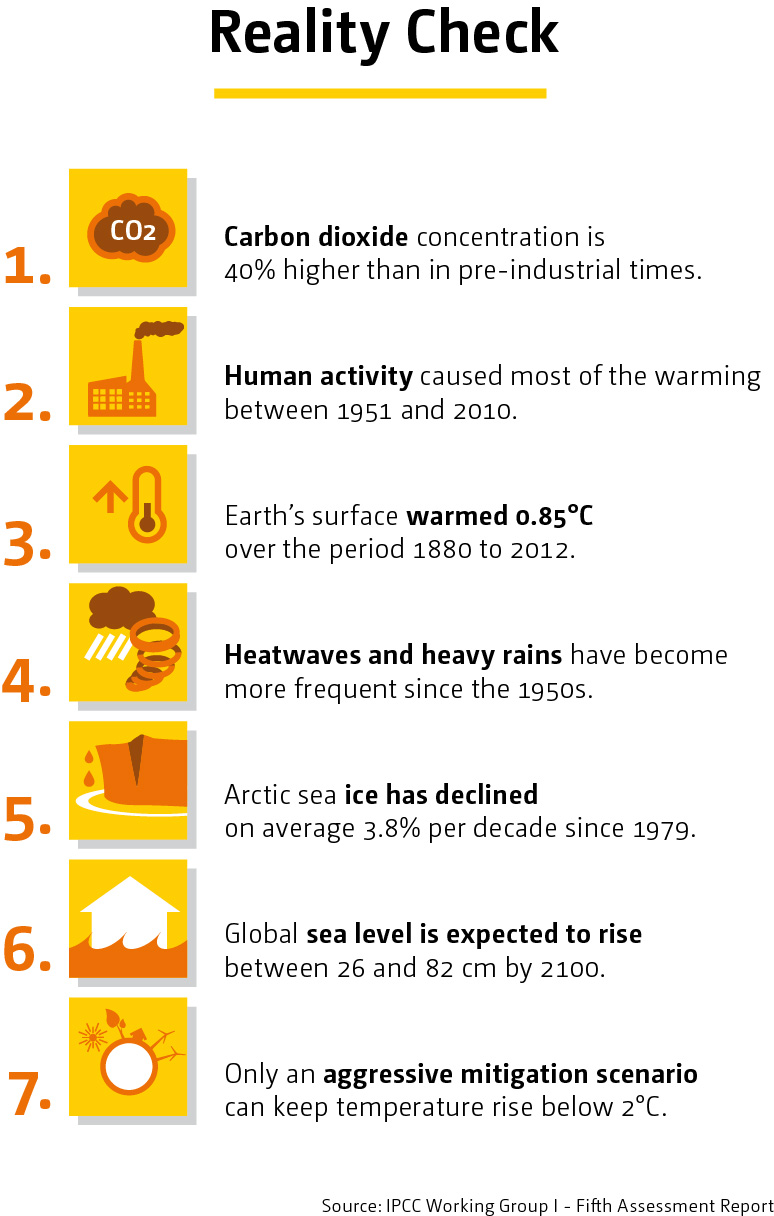 Reality Check
1.
CO2
Carbon dioxide concentration is
40% higher than in pre-industrial times.
2.
Human activity caused most of the warming
between 1951 and 2010.
3.
Earth's surface warmed 0.85°C
over the period 1880 to 2012.
4.
Heatwaves and heavy rains have become
more frequent since the 1950s.
5.
Arctic sea ice has declined
on average 3.8% per decade since 1979.
6.
Global sea level is expected to rise
between 26 and 82 cm by 2100.
7.
Only an aggressive mitigation scenario
can keep temperature rise below 2°C.
Source: IPCC Working Group I - Fifth Assessment Report